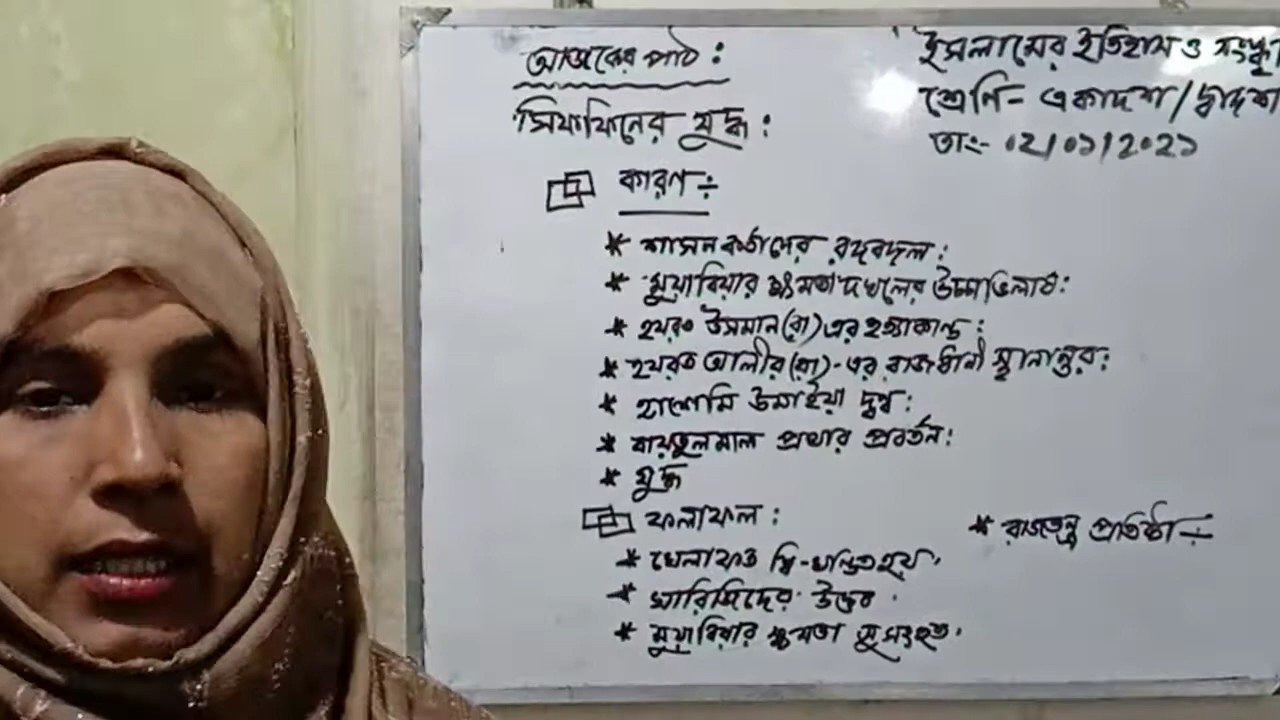 আজকের পাঠ :
সিফফিনের যুদ্ধ :
কারণ ÷
* শাসনকর্তাদের রদবদল :
* মুয়াবিয়ার ক্ষমতা দখলের উচ্চাভিলাষ :
* হযরত উসমান (রা) এর হত্যাকান্ড :
* হযরত আলীর (রা)-এর রাজধানী স্থানান্তর :
* হাশেমি উমাইয়া দ্বন্দ্ব :
* বায়তুলমাল প্রথার প্রবর্তন :
* যুদ্ধ
ফলাফল :
* খেলাফত দ্বি-খন্ডিত হয়
* খারিজিদের উদ্ভব
* মুয়াবিয়ার ক্ষমতা সুসংহত
* রাজতন্ত্র প্রতিষ্ঠা ÷
ইসলামের ইতিহাস ও
শ্রেণি - একাদশ / দ্বাদশ
তাং- ০২/০১/২০২১